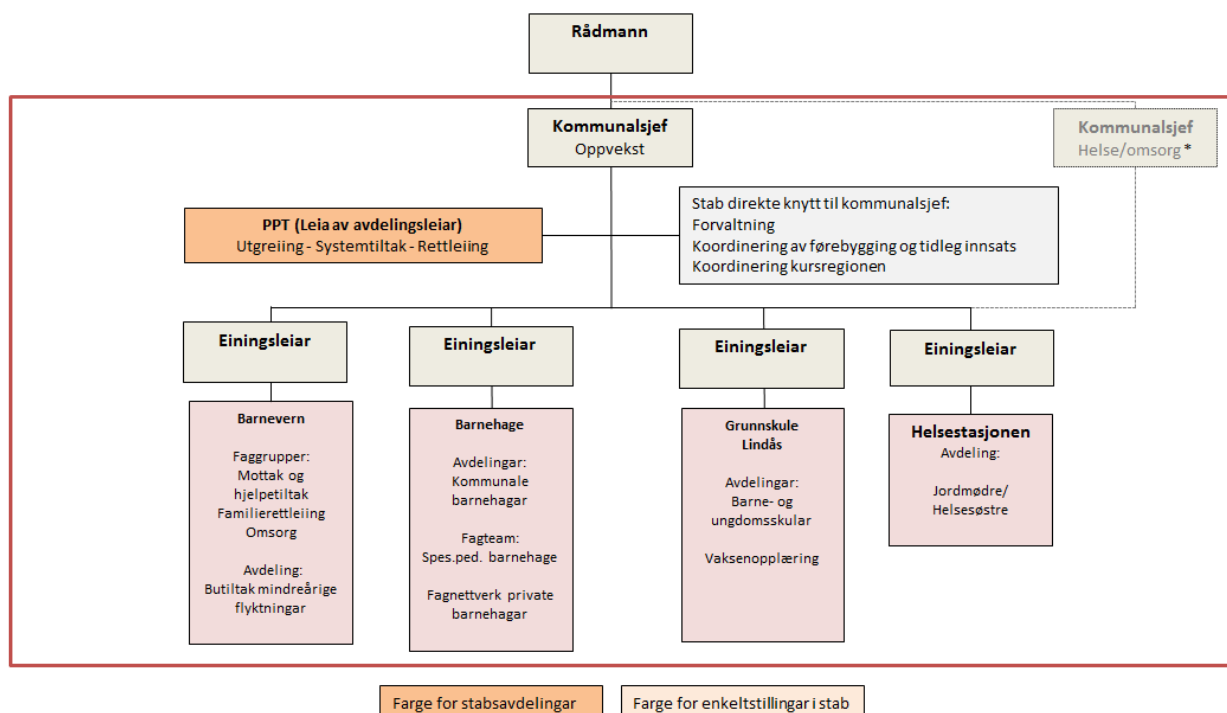 Rådmann
Kommunalsjef
Oppvekst
Kommunalsjef
Helse/omsorg *
PPT (Leia av avdelingsleiar)
Utgreiing - Systemtiltak - Rettleiing
Stab direkte knytt til kommunalsjef:
Forvaltning
Koordinering av førebygging og tidleg innsats
Koordinering kursregionen
Einingsleiar
Einingsleiar
Einingsleiar
Einingsleiar
Barnevern
Faggrupper:
Mottak og
hjelpetiltak
Familierettleiing
Omsorg
Avdeling:
Butiltak mindreårige
flyktningar
Barnehage
Avdelingar:
Kommunale
barnehagar
Fagteam:
Spes.ped. barnehage
Fagnettverk private
barnehagar
Grunnskule
Lindås
Avdelingar:
Barne- og
ungdomsskular
Vaksenopplæring
Helsestasjonen
Avdeling:
Jordmødre/
Helsesøstre
Farge for stabsavdelingar
Farge for enkeltstillingar i stab